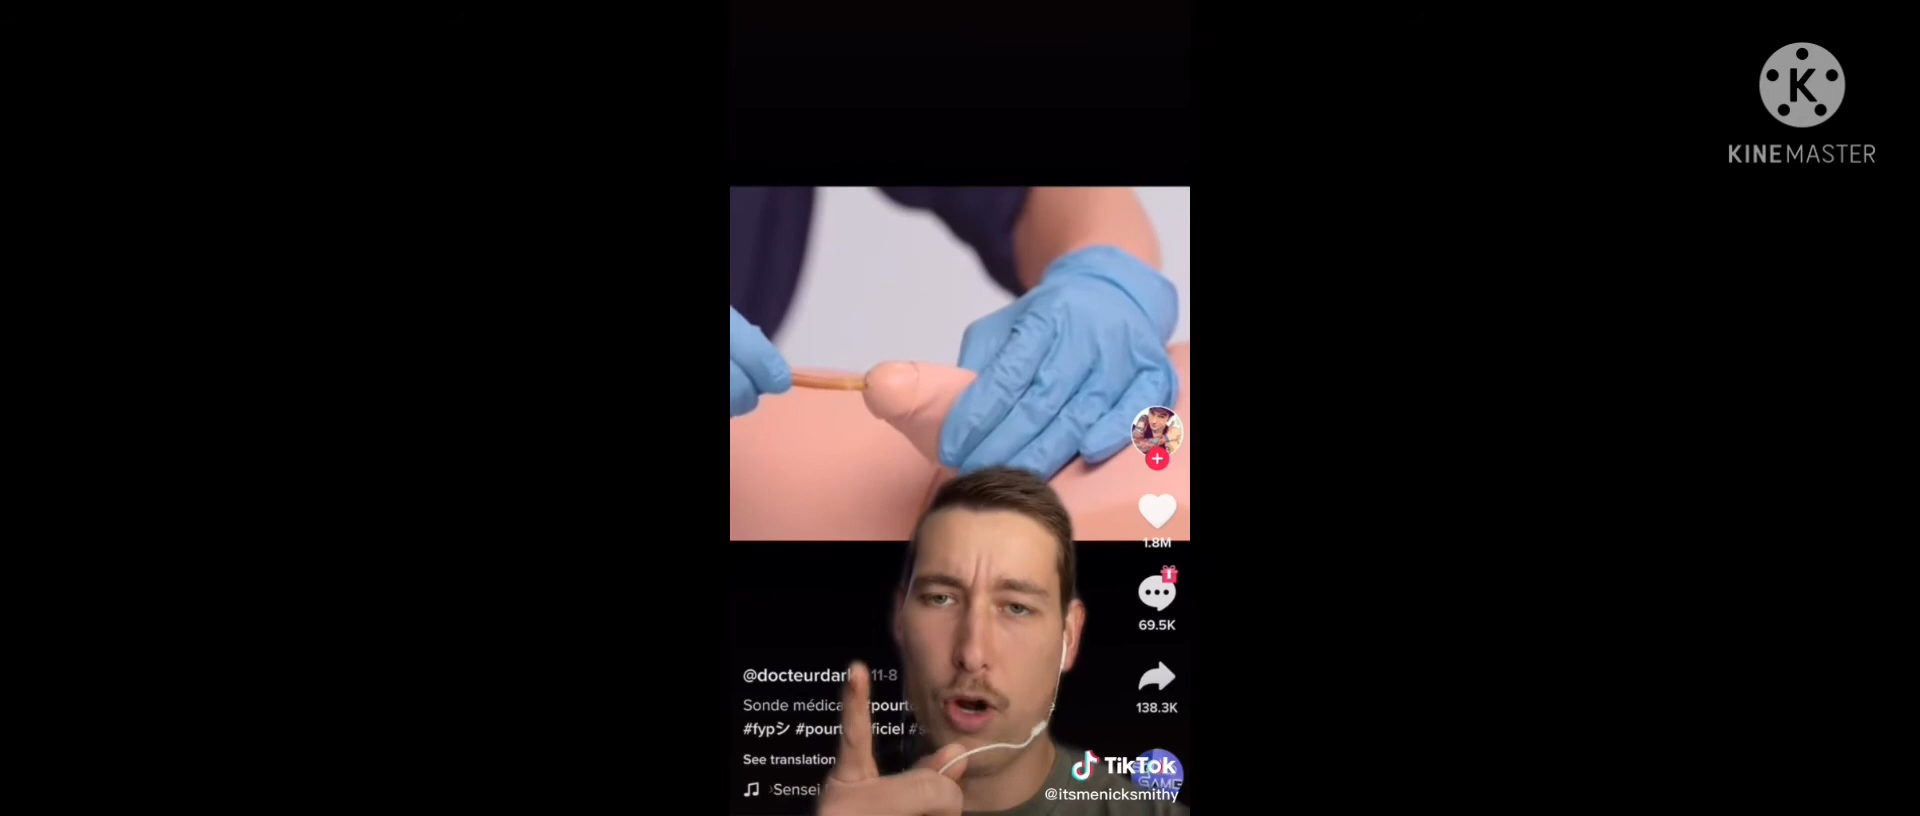 K
KINEMASTER
1.8M
69.5K
138.3K
@docteurdar 11-8
Sonde médica
#fypシ #pourt ficiel #s
See translation
Sensei
TikTok
@itsmenicksmithy